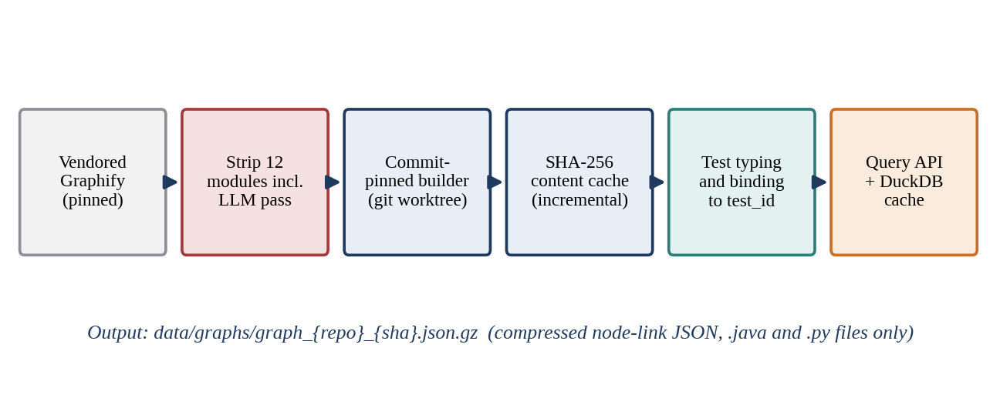 Vendored
Graphify
(pinned)
Strip 12
modules incl.
LLM pass
Commit-
pinned builder
(git worktree)
SHA-256
content cache
(incremental)
Test typing
and binding
to test_id
Query API
+ DuckDB
cache
Output: data/graphs/graph_{repo}_{sha}.json.gz  (compressed node-link JSON, .java and .py files only)